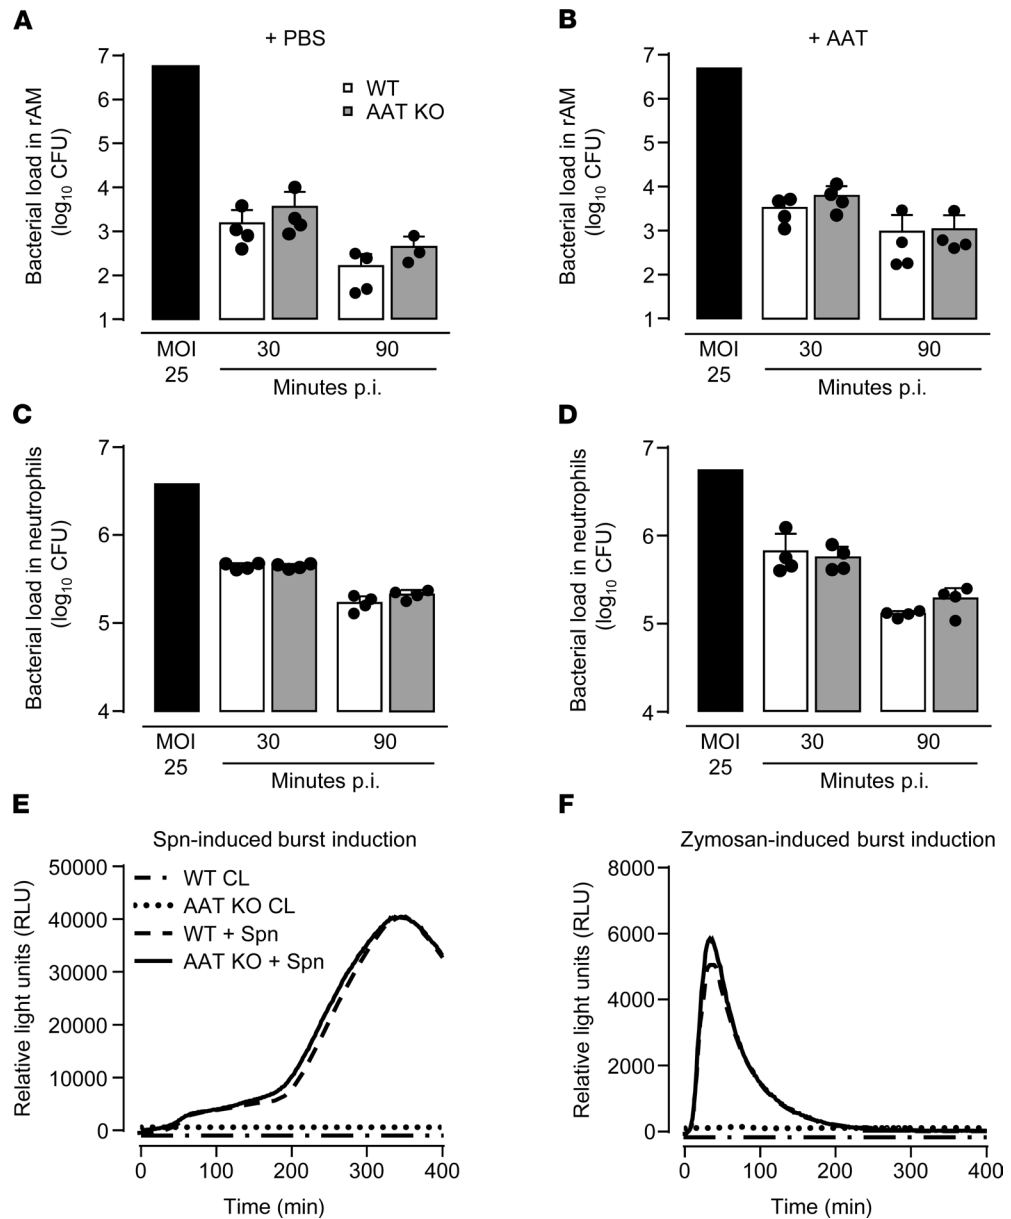 A
+ PBS
Bacterial load in rAM
(log10 CFU)
7
6
5
4
3
2
1
WT
AAT KO
MOI
25
30
90
Minutes p.i.
B
+ AAT
Bacterial load in rAM
(log10 CFU)
7
6
5
4
3
2
1
MOI
25
30
90
Minutes p.i.
C
Bacterial load in neutrophils
(log10 CFU)
7
6
5
4
MOI
25
30
90
Minutes p.i.
D
Bacterial load in neutrophils
(log10 CFU)
7
6
5
4
MOI
25
30
90
Minutes p.i.
E
Spn-induced burst induction
Relative light units (RLU)
50000
40000
30000
20000
10000
0
WT CL
AAT KO CL
WT + Spn
AAT KO + Spn
0 100 200 300 400
Time (min)
F
Zymosan-induced burst induction
Relative light units (RLU)
8000
6000
4000
2000
0
0 100 200 300 400
Time (min)